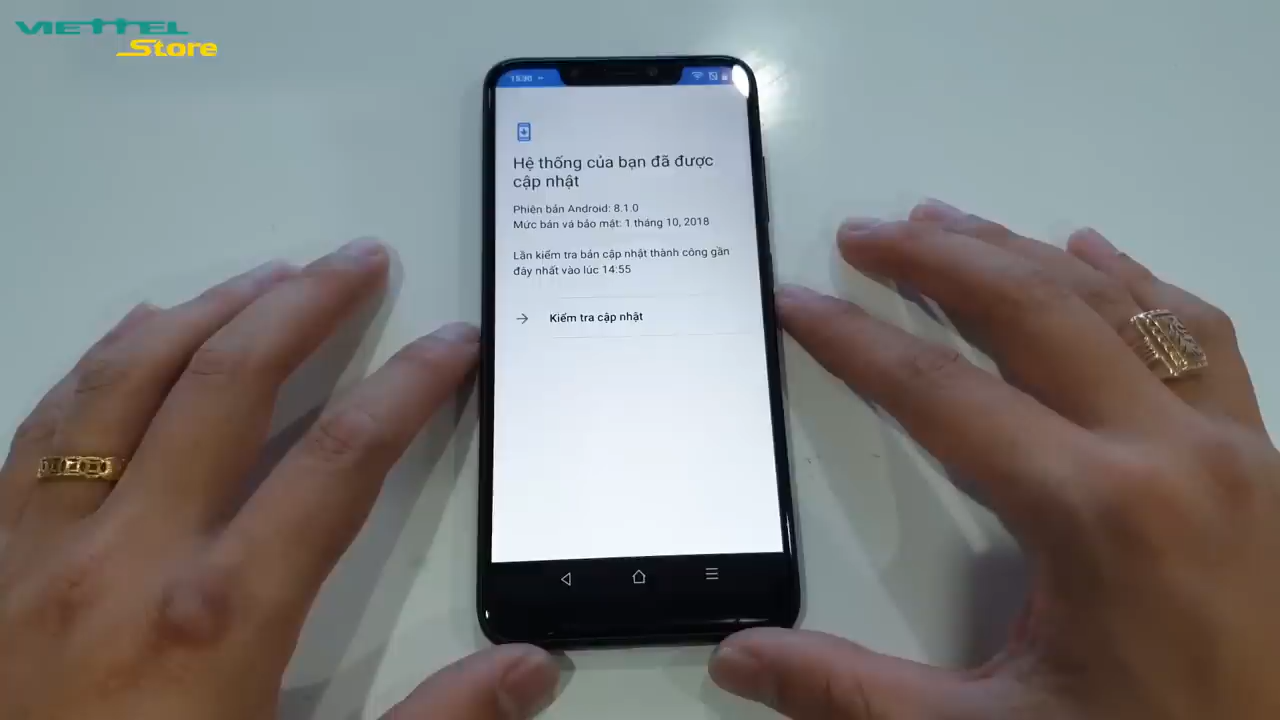 VIETTEL
Store
15:30
Hệ thống của bạn đã được
cập nhật
Phiên bản Android: 8.1.0
Mức bản vá bảo mật: 1 tháng 10, 2018
Lần kiểm tra bản cập nhật thành công gần
đây nhất vào lúc 14:55
Kiểm tra cập nhật